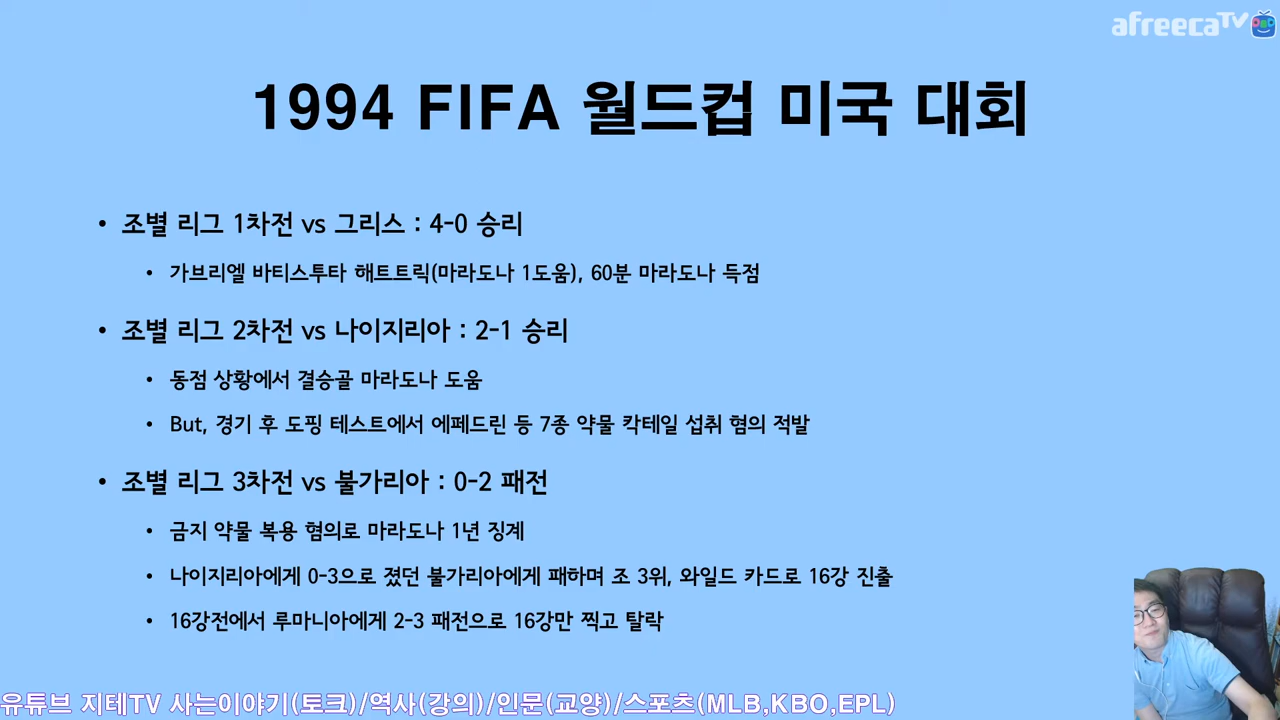 afreecaTV
1994 FIFA 월드컵 미국 대회
• 조별 리그 1차전 vs 그리스 : 4-0 승리
• 가브리엘 바티스투타 해트트릭(마라도나 1도움), 60분 마라도나 득점
• 조별 리그 2차전 vs 나이지리아 : 2-1 승리
• 동점 상황에서 결승골 마라도나 도움
• But, 경기 후 도핑 테스트에서 에페드린 등 7종 약물 칵테일 섭취 혐의 적발
• 조별 리그 3차전 vs 불가리아 : 0-2 패전
• 금지 약물 복용 혐의로 마라도나 1년 징계
• 나이지리아에게 0-3으로 졌던 불가리아에게 패하며 조 3위, 와일드 카드로 16강 진출
• 16강전에서 루마니아에게 2-3 패전으로 16강만 찍고 탈락
유튜브 지테TV 사는이야기(토크)/역사(강의)/인문(교양)/스포츠(MLB,KBO,EPL)